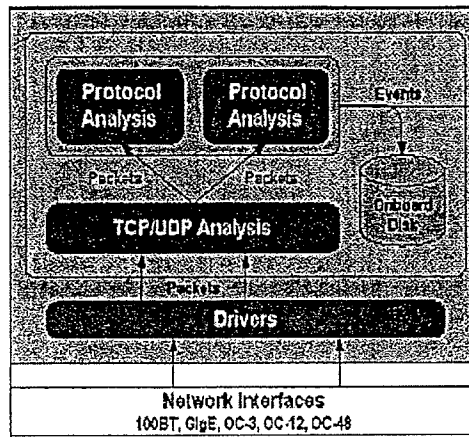 Protocol
Analysis
Protocol
Analysis
Events
Packets
Packets
Onboard
Disk
TCP/UDP Analysis
Packets
Drivers
Network Interfaces
100BT, GigE, OC-3, OC-12, OC-48